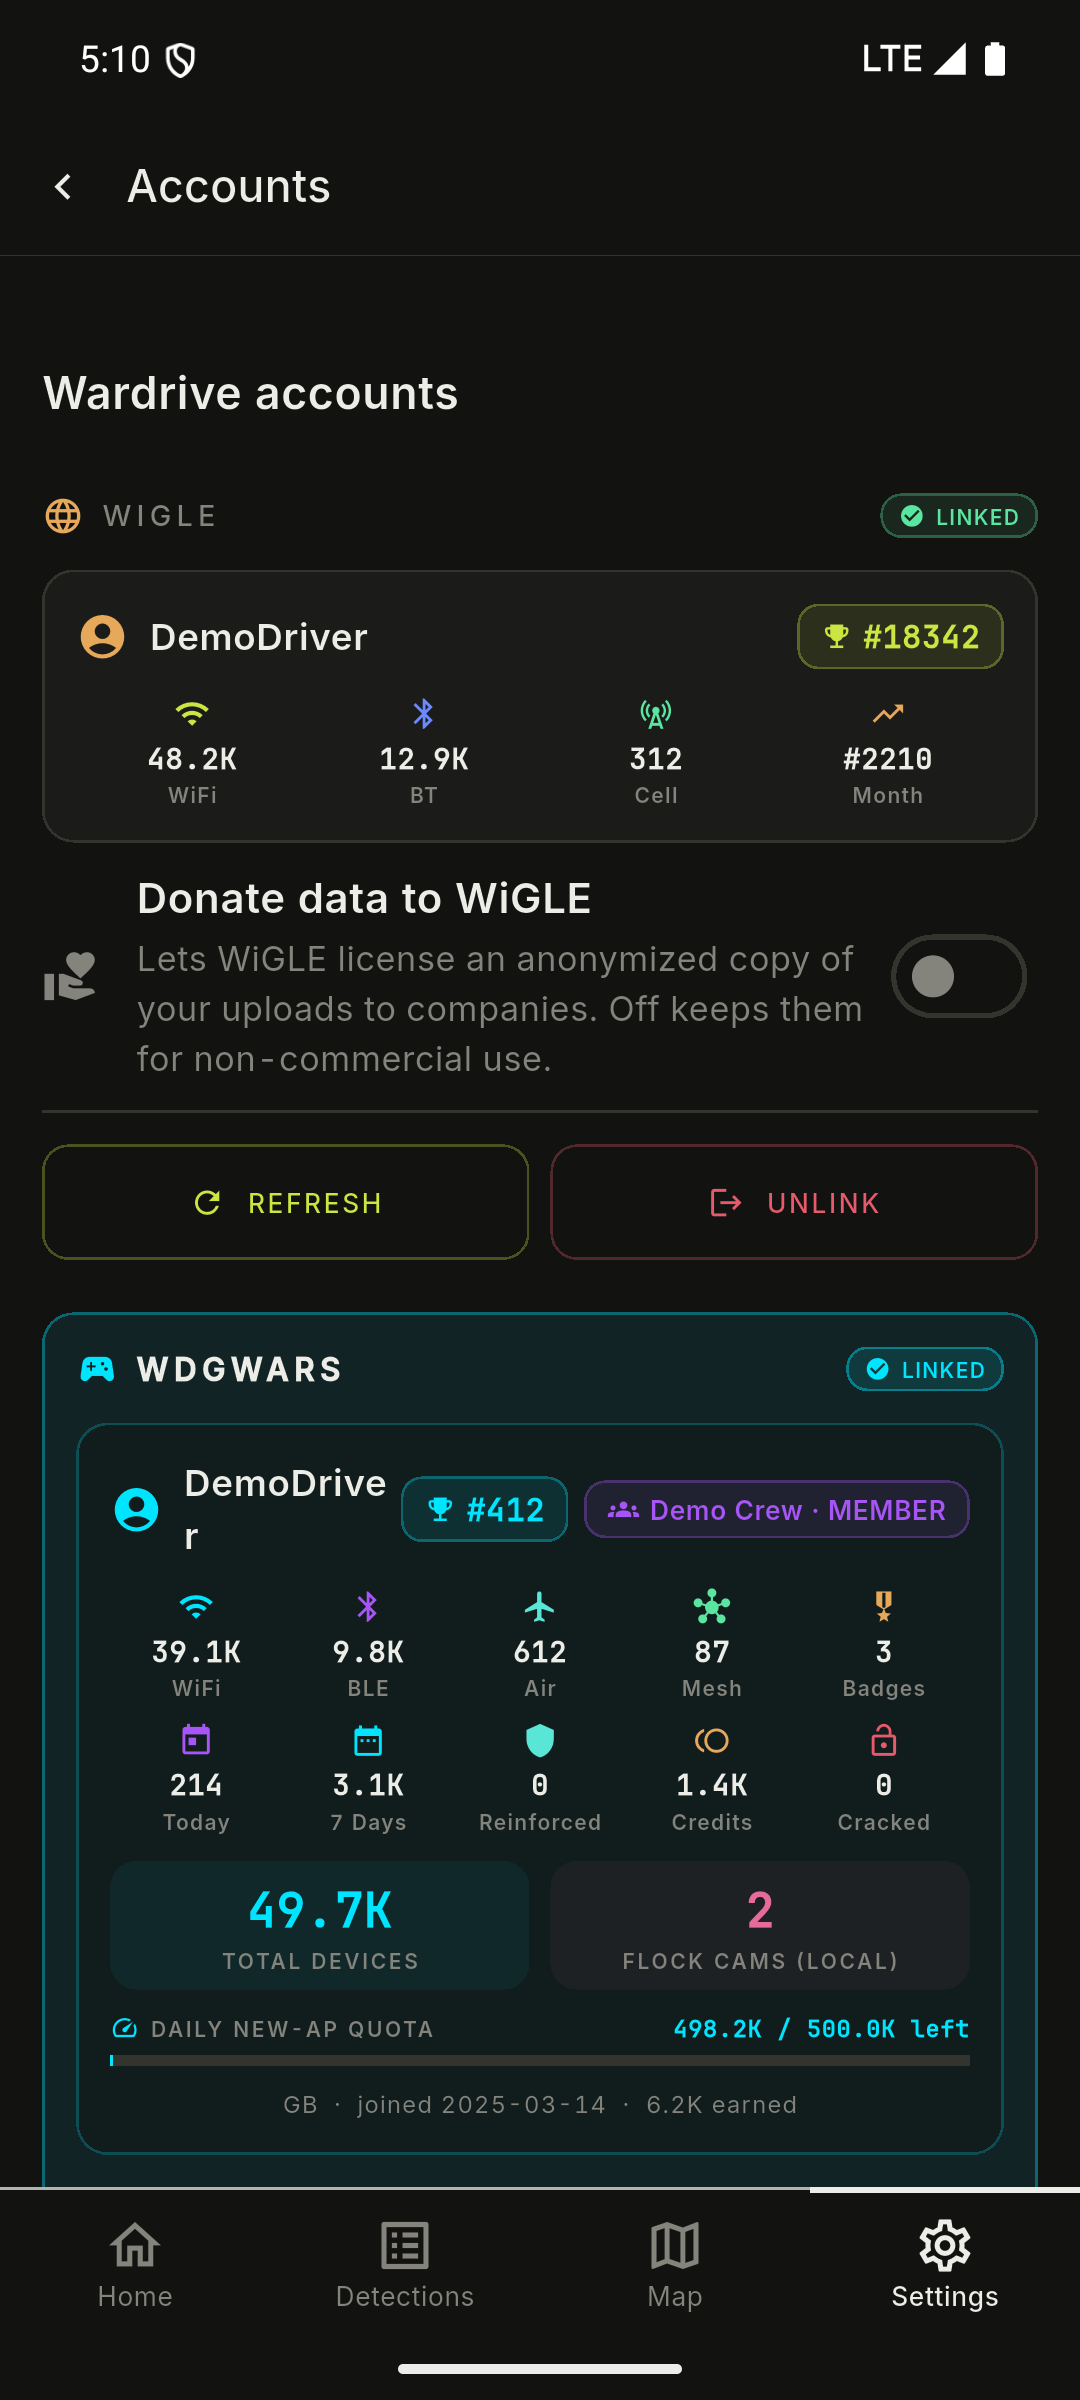 5:10
LTE
Accounts
Wardrive accounts
WIGLE
LINKED
DemoDriver
#18342
48.2K
12.9K
312
#2210
WiFi
BT
Cell
Month
Donate data to WiGLE
Lets WiGLE license an anonymized copy of
your uploads to companies. Off keeps them
for non-commercial use.
REFRESH
UNLINK
WDGWARS
LINKED
DemoDrive
r
#412
Demo Crew · MEMBER
39.1K
9.8K
612
87
3
WiFi
BLE
Air
Mesh
Badges
214
3.1K
0
1.4K
0
Today
7 Days
Reinforced
Credits
Cracked
49.7K
2
TOTAL DEVICES
FLOCK CAMS (LOCAL)
DAILY NEW-AP QUOTA
498.2K / 500.0K left
GB · joined 2025-03-14 · 6.2K earned
Home
Detections
Map
Settings